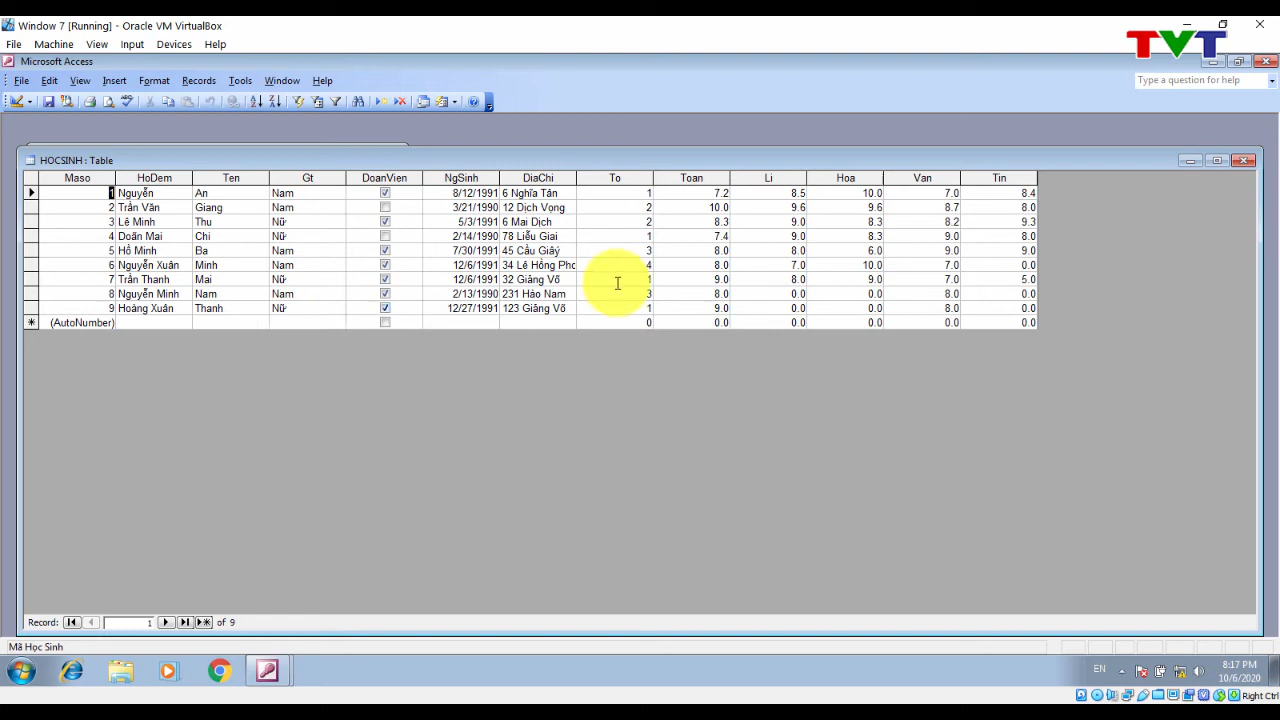 Window 7 [Running] - Oracle VM VirtualBox
File Machine View Input Devices Help
TVT
Microsoft Access
File Edit View Insert Format Records Tools Window Help
Type a question for help
HOCSINH : Table
Maso HoDem Ten Gt DoanVien NgSinh DiaChi To Toan Li Hoa Van Tin
1 Nguyễn An Nam 8/12/1991 6 Nghĩa Tân 1 7.2 8.5 10.0 7.0 8.4
2 Trần Văn Giang Nam 3/21/1990 12 Dịch Vọng 2 10.0 9.6 9.6 8.7 8.0
3 Lê Minh Thu Nữ 5/3/1991 6 Mai Dịch 2 8.3 9.0 8.3 8.2 9.3
4 Doãn Mai Chi Nữ 2/14/1990 78 Liễu Giai 1 7.4 9.0 8.3 9.0 8.0
5 Hồ Minh Ba Nam 7/30/1991 45 Cầu Giâý 3 8.0 8.0 6.0 9.0 9.0
6 Nguyễn Xuân Minh Nam 12/6/1991 34 Lê Hồng Pho 4 8.0 7.0 10.0 7.0 0.0
7 Trần Thanh Mai Nữ 12/6/1991 32 Giảng Võ 1 9.0 8.0 9.0 7.0 5.0
8 Nguyễn Minh Nam Nam 2/13/1990 231 Hào Nam 3 8.0 0.0 0.0 8.0 0.0
9 Hoàng Xuân Thanh Nữ 12/27/1991 123 Giảng Võ 1 9.0 0.0 0.0 8.0 0.0
(AutoNumber) 0 0.0 0.0 0.0 0.0 0.0
Record: 1 of 9
Mã Học Sinh
EN 8:17 PM
10/6/2020
Right Ctrl